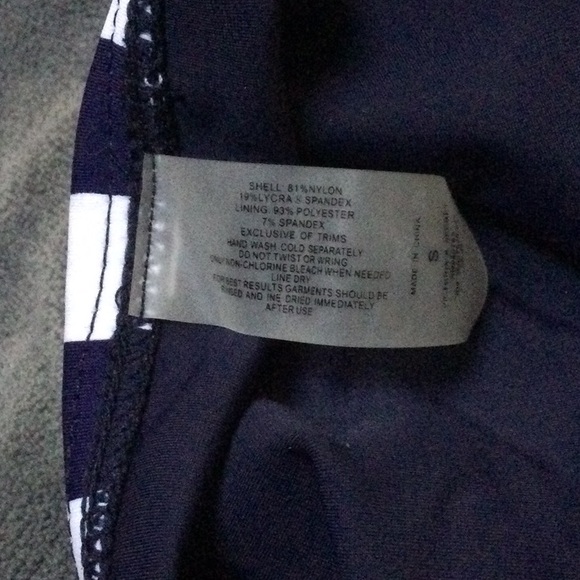 SHELL: 81%NYLON
19%LYCRA ® SPANDEX
LINING: 93% POLYESTER
7% SPANDEX
EXCLUSIVE OF TRIMS
HAND WASH COLD SEPARATELY
DO NOT TWIST OR WRING
ONLY NON-CHLORINE BLEACH WHEN NEEDED
LINE DRY
FOR BEST RESULTS GARMENTS SHOULD BE
AND DRIED IMMEDIATELY
AFTER USE
MADE IN CHINA
S